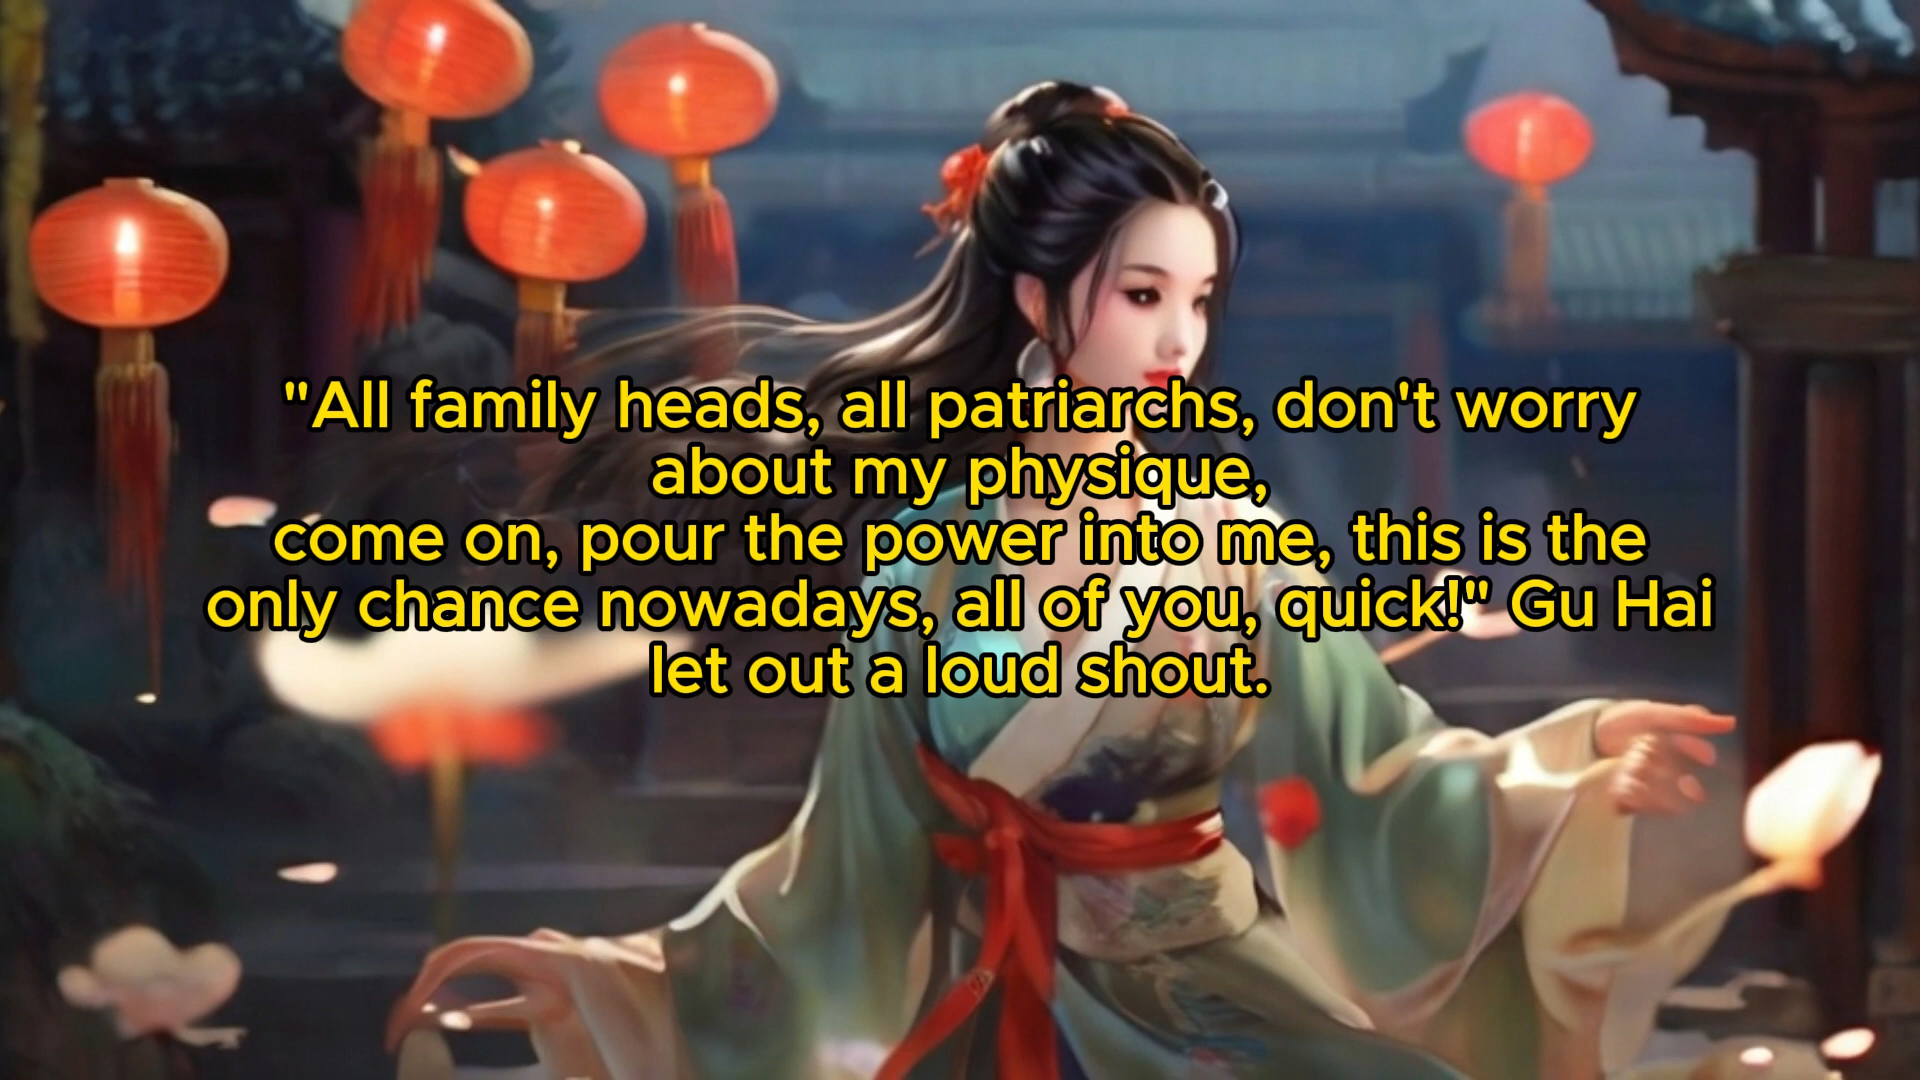 "All family heads, all patriarchs, don't worry
about my physique,
come on, pour the power into me, this is the
only chance nowadays, all of you, quick!" Gu Hai
let out a loud shout.